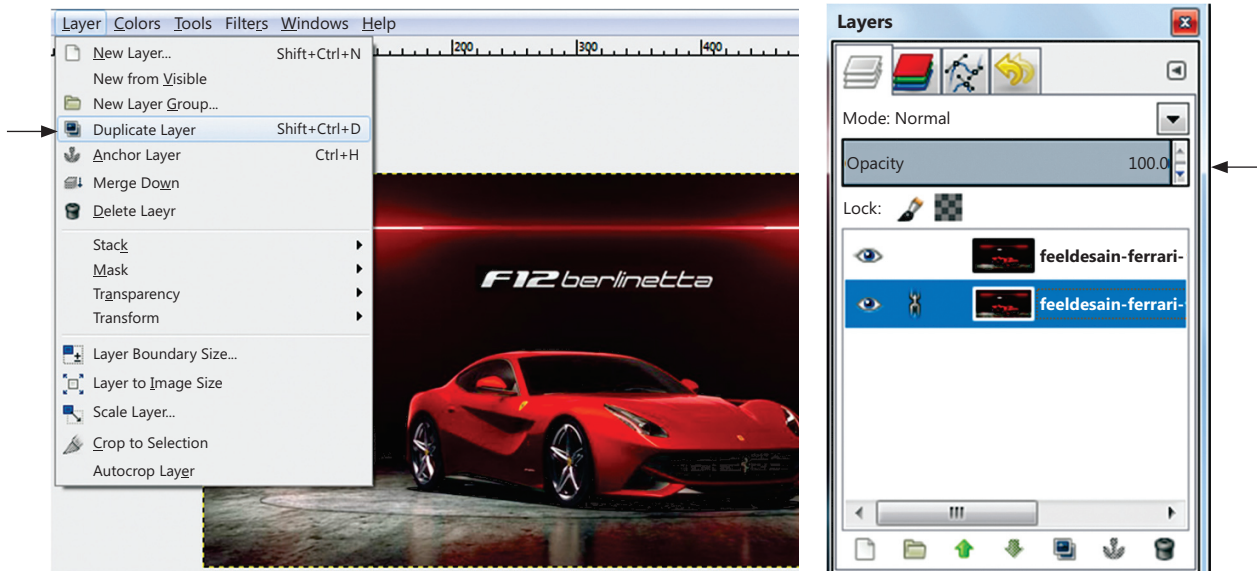 Layer Colors Tools Filters Windows Help
200 300 400
New Layer... Shift+Ctrl+N
New from Visible
New Layer Group...
Duplicate Layer Shift+Ctrl+D
Anchor Layer Ctrl+H
Merge Down
Delete Laeyr
Stack
Mask
Transparency
Transform
Layer Boundary Size...
Layer to Image Size
Scale Layer...
Crop to Selection
Autocrop Layer
F12 berlinetta
Layers
Mode: Normal
Opacity 100.0
Lock:
feeldesain-ferrari-
feeldesain-ferrari-